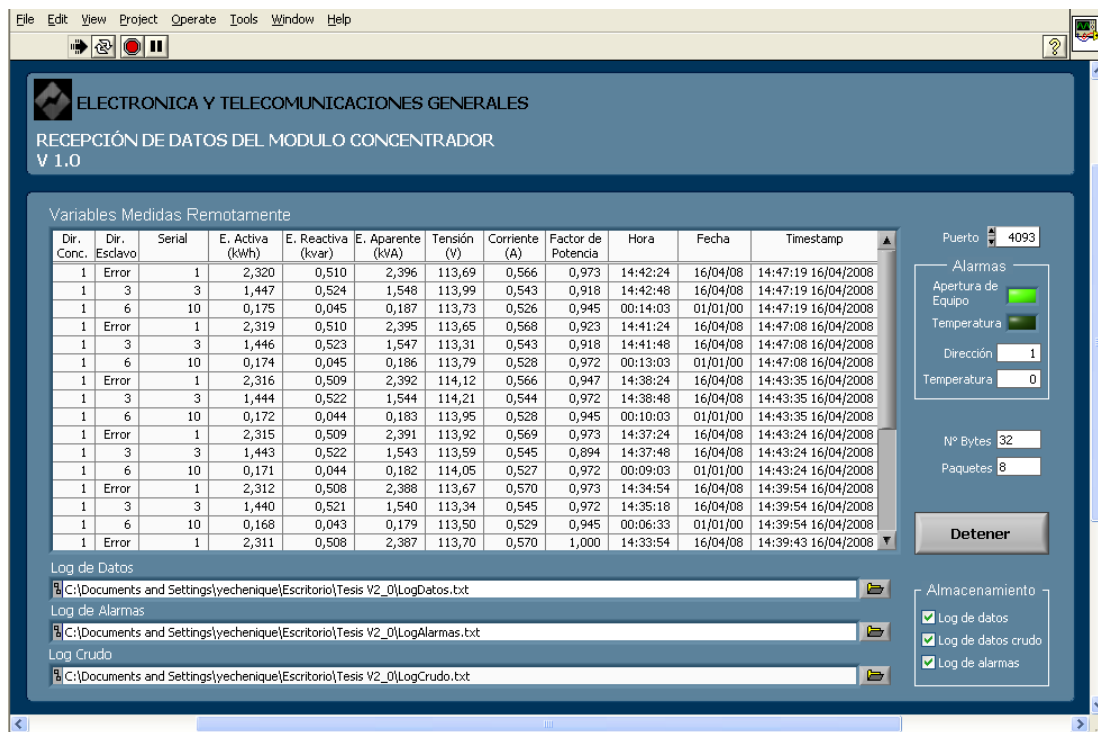 File Edit View Project Operate Tools Window Help
ELECTRONICA Y TELECOMUNICACIONES GENERALES
RECEPCIÓN DE DATOS DEL MODULO CONCENTRADOR
V 1.0
Variables Medidas Remotamente
Dir. Conc. Dir. Esclavo Serial E. Activa (kWh) E. Reactiva (kvar) E. Aparente (kVA) Tensión (V) Corriente (A) Factor de Potencia Hora Fecha Timestamp
1 Error 1 2,320 0,510 2,396 113,69 0,566 0,973 14:42:24 16/04/08 14:47:19 16/04/2008
1 3 3 1,447 0,524 1,548 113,99 0,543 0,918 14:42:48 16/04/08 14:47:19 16/04/2008
1 6 10 0,175 0,045 0,187 113,73 0,526 0,945 00:14:03 01/01/00 14:47:19 16/04/2008
1 Error 1 2,319 0,510 2,395 113,65 0,568 0,923 14:41:24 16/04/08 14:47:08 16/04/2008
1 3 3 1,446 0,523 1,547 113,31 0,543 0,918 14:41:48 16/04/08 14:47:08 16/04/2008
1 6 10 0,174 0,045 0,186 113,79 0,528 0,972 00:13:03 01/01/00 14:47:08 16/04/2008
1 Error 1 2,316 0,509 2,392 114,12 0,566 0,947 14:38:24 16/04/08 14:43:35 16/04/2008
1 3 3 1,444 0,522 1,544 114,21 0,544 0,972 14:38:48 16/04/08 14:43:35 16/04/2008
1 6 10 0,172 0,044 0,183 113,95 0,528 0,945 00:10:03 01/01/00 14:43:35 16/04/2008
1 Error 1 2,315 0,509 2,391 113,92 0,569 0,973 14:37:24 16/04/08 14:43:24 16/04/2008
1 3 3 1,443 0,522 1,543 113,59 0,545 0,894 14:37:48 16/04/08 14:43:24 16/04/2008
1 6 10 0,171 0,044 0,182 114,05 0,527 0,972 00:09:03 01/01/00 14:43:24 16/04/2008
1 Error 1 2,312 0,508 2,388 113,67 0,570 0,973 14:34:54 16/04/08 14:39:54 16/04/2008
1 3 3 1,440 0,521 1,540 113,34 0,545 0,972 14:35:18 16/04/08 14:39:54 16/04/2008
1 6 10 0,168 0,043 0,179 113,50 0,529 0,945 00:06:33 01/01/00 14:39:54 16/04/2008
1 Error 1 2,311 0,508 2,387 113,70 0,570 1,000 14:33:54 16/04/08 14:39:43 16/04/2008
Log de Datos
C:\Documents and Settings\yechenique\Escritorio\Tesis V2_0\LogDatos.txt
Log de Alarmas
C:\Documents and Settings\yechenique\Escritorio\Tesis V2_0\LogAlarmas.txt
Log Crudo
C:\Documents and Settings\yechenique\Escritorio\Tesis V2_0\LogCrudo.txt
Puerto 4093
Alarmas
Apertura de
Equipo
Temperatura
Dirección 1
Temperatura 0
Nº Bytes 32
Paquetes 8
Detener
Almacenamiento
Log de datos
Log de datos crudo
Log de alarmas